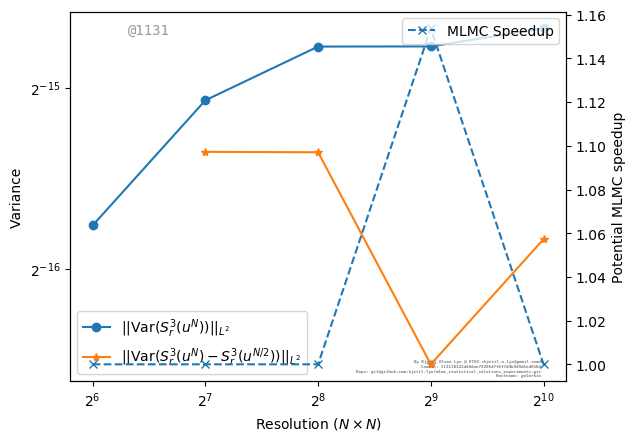 @1131
MLMC Speedup
2^{-15}
2^{-16}
Variance
1.16
1.14
1.12
1.10
1.08
1.06
1.04
1.02
1.00
Potential MLMC speedup
||Var(S_r^3(u^N))||_{L^2}
||Var(S_r^3(u^N) − S_r^3(u^{N/2}))||_{L^2}
2^6
2^7
2^8
2^9
2^{10}
Resolution (N × N)